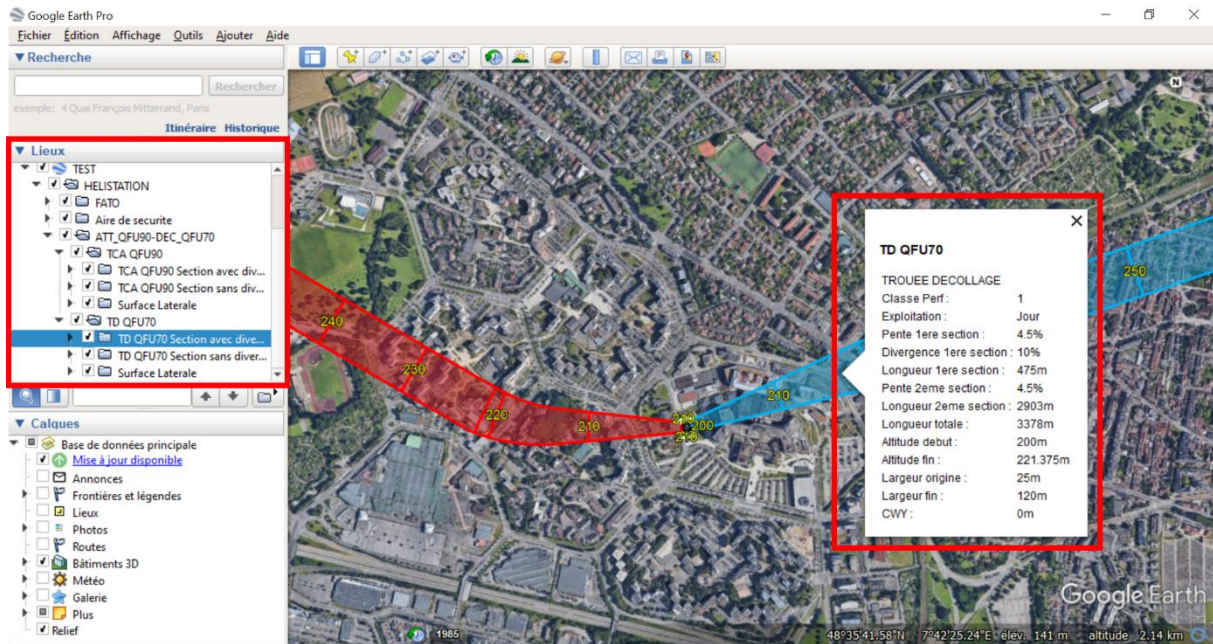 Google Earth Pro
Fichier Édition Affichage Outils Ajouter Aide
▼ Recherche
Rechercher
exemple: 4 Quai François Mitterrand, Paris
Itinéraire Historique
▼ Lieux
TEST
HELISTATION
FATO
Aire de securite
ATT_QFU90-DEC_QFU70
TCA QFU90
TCA QFU90 Section avec div...
TCA QFU90 Section sans div...
Surface Laterale
TD QFU70
TD QFU70 Section avec dive...
TD QFU70 Section sans diver...
Surface Laterale
▼ Calques
Base de données principale
Mise à jour disponible
Annonces
Frontières et légendes
Lieux
Photos
Routes
Bâtiments 3D
Météo
Galerie
Plus
Relief
N
240
230
220
210
210
200
210
210
250
TD QFU70
TROUEE DECOLLAGE
Classe Perf : 1
Exploitation : Jour
Pente 1ere section : 4.5%
Divergence 1ere section : 10%
Longueur 1ere section : 475m
Pente 2eme section : 4.5%
Longueur 2eme section : 2903m
Longueur totale : 3378m
Altitude debut : 200m
Altitude fin : 221.375m
Largeur origine : 25m
Largeur fin : 120m
CWY : 0m
Google Earth
1985
48°35'41.58"N 7°42'25.24"E élév. 141 m altitude 2.14 km